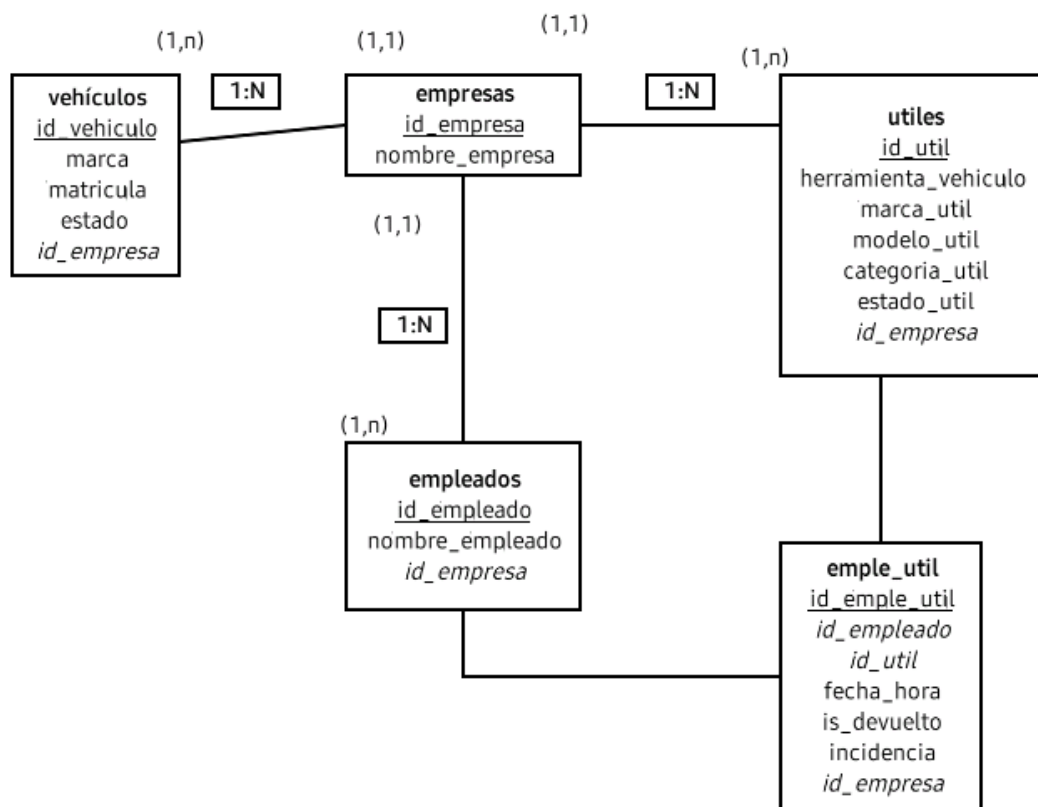 (1,n)
(1,1)
(1,1)
(1,n)
vehículos
id_vehiculo
marca
matricula
estado
id_empresa
1:N
empresas
id_empresa
nombre_empresa
1:N
utiles
id_util
herramienta_vehiculo
marca_util
modelo_util
categoria_util
estado_util
id_empresa
(1,1)
1:N
(1,n)
empleados
id_empleado
nombre_empleado
id_empresa
emple_util
id_emple_util
id_empleado
id_util
fecha_hora
is_devuelto
incidencia
id_empresa